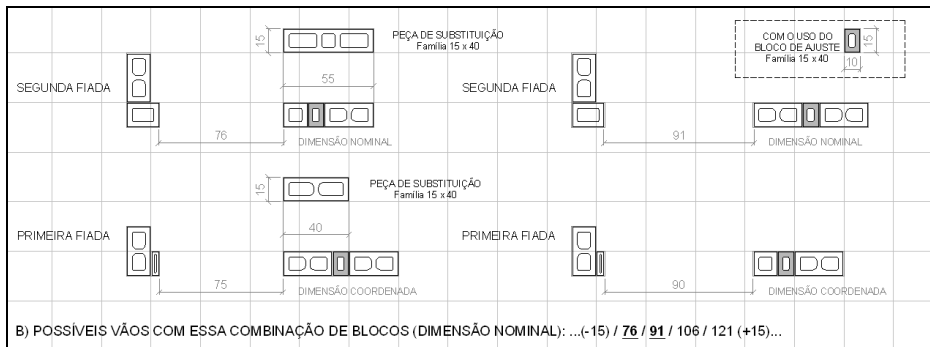 15
PEÇA DE SUBSTITUIÇÃO
Família 15 x 40
55
COM O USO DO
BLOCO DE AJUSTE
Família 15 x 40
15
10
SEGUNDA FIADA
SEGUNDA FIADA
76
DIMENSÃO NOMINAL
91
DIMENSÃO NOMINAL
15
PEÇA DE SUBSTITUIÇÃO
Família 15 x 40
40
PRIMEIRA FIADA
PRIMEIRA FIADA
75
DIMENSÃO COORDENADA
90
DIMENSÃO COORDENADA
B) POSSÍVEIS VÃOS COM ESSA COMBINAÇÃO DE BLOCOS (DIMENSÃO NOMINAL): ...(-15) / 76 / 91 / 106 / 121 (+15)...